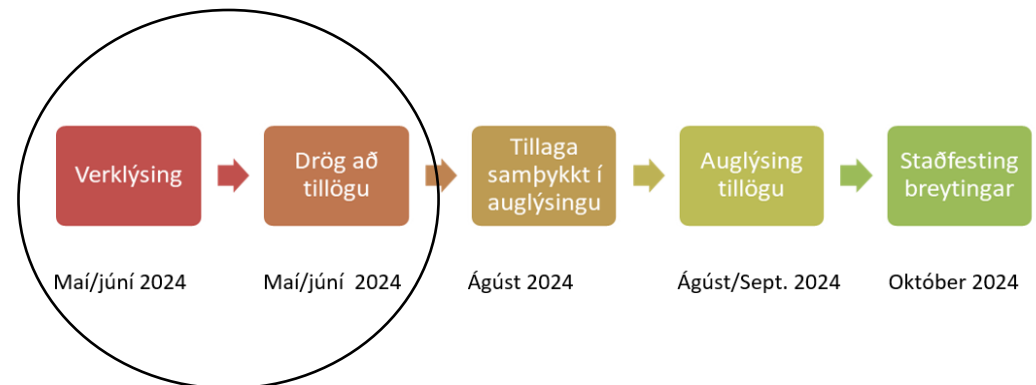 Verklýsing
Drög að
tillögu
Tillaga
samþykkt í
auglýsingu
Auglýsing
tillögu
Staðfesting
breytingar
Maí/júní 2024
Maí/júní 2024
Ágúst 2024
Ágúst/Sept. 2024
Október 2024